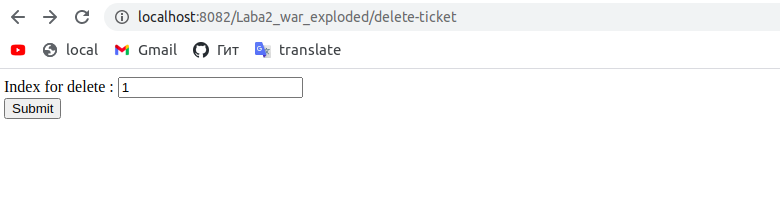 localhost:8082/Laba2_war_exploded/delete-ticket
local Gmail Гит translate
Index for delete : 1
Submit